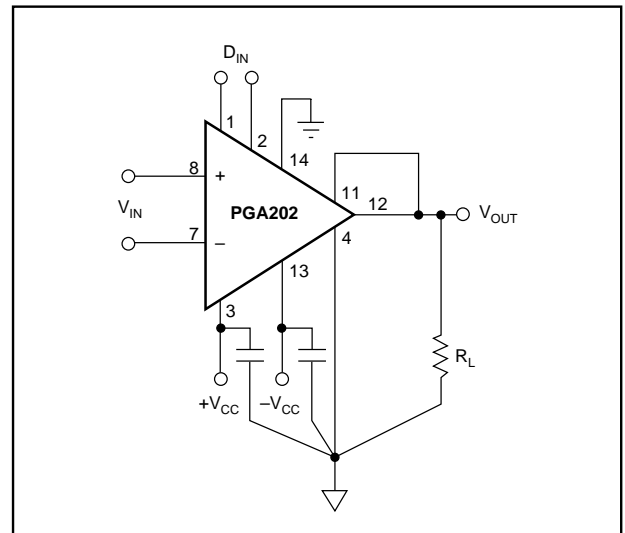 D_IN
1
2
14
8
+
11
12
V_IN
PGA202
V_OUT
7
–
4
13
3
R_L
+V_CC
–V_CC